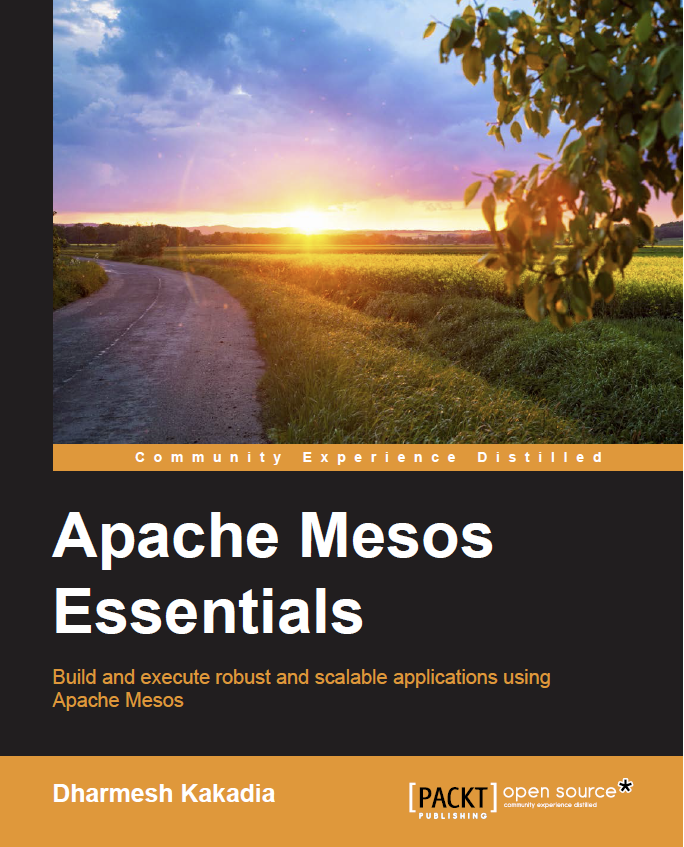 Community Experience Distilled
Apache Mesos
Essentials
Build and execute robust and scalable applications using
Apache Mesos
Dharmesh Kakadia
[PACKT] open source*
PUBLISHING community experience distilled